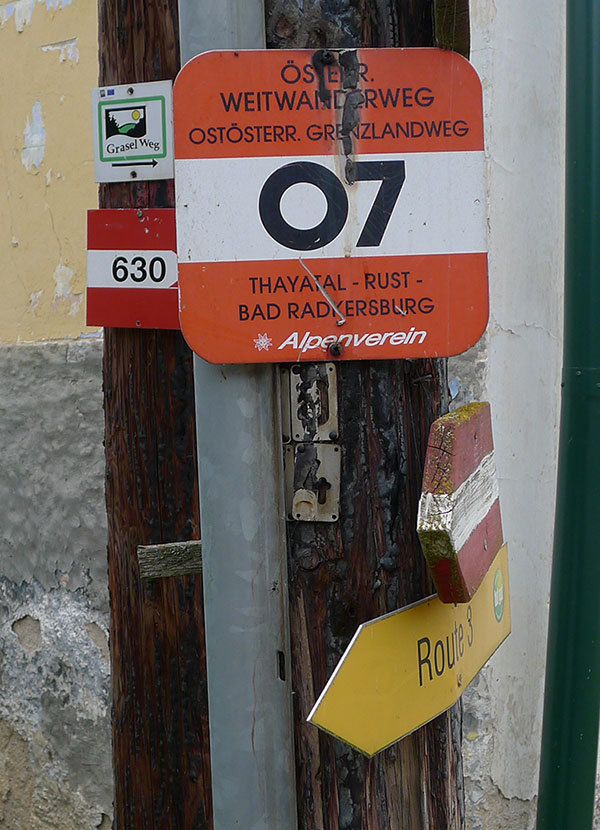 ÖSTERR.
WEITWANDERWEG
OSTÖSTERR. GRENZLANDWEG
07
THAYATAL - RUST -
BAD RADKERSBURG
Alpenverein
Grasel Weg
630
Route 3